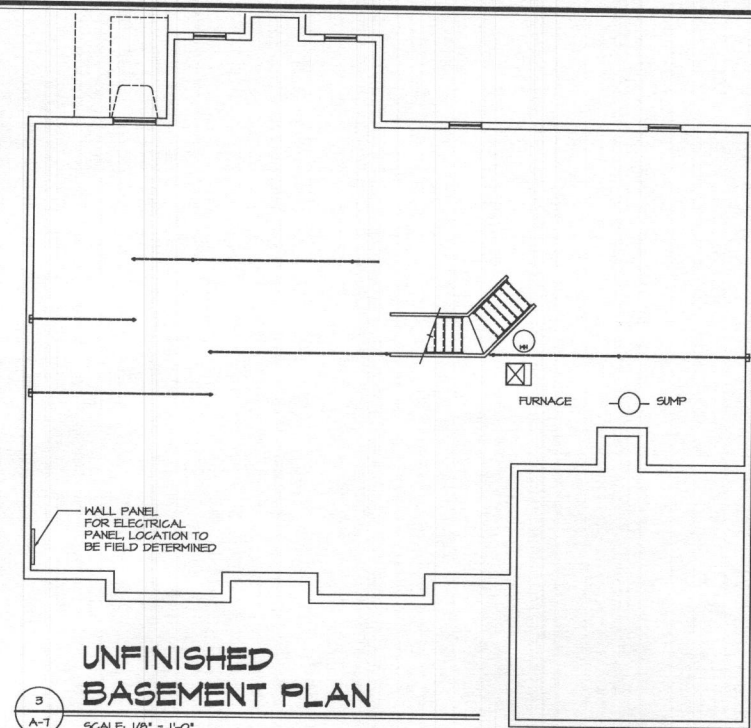 HH
FURNACE
SUMP
WALL PANEL
FOR ELECTRICAL
PANEL, LOCATION TO
BE FIELD DETERMINED
UNFINISHED
BASEMENT PLAN
3
A-7
SCALE: 1/8" = 1'-0"